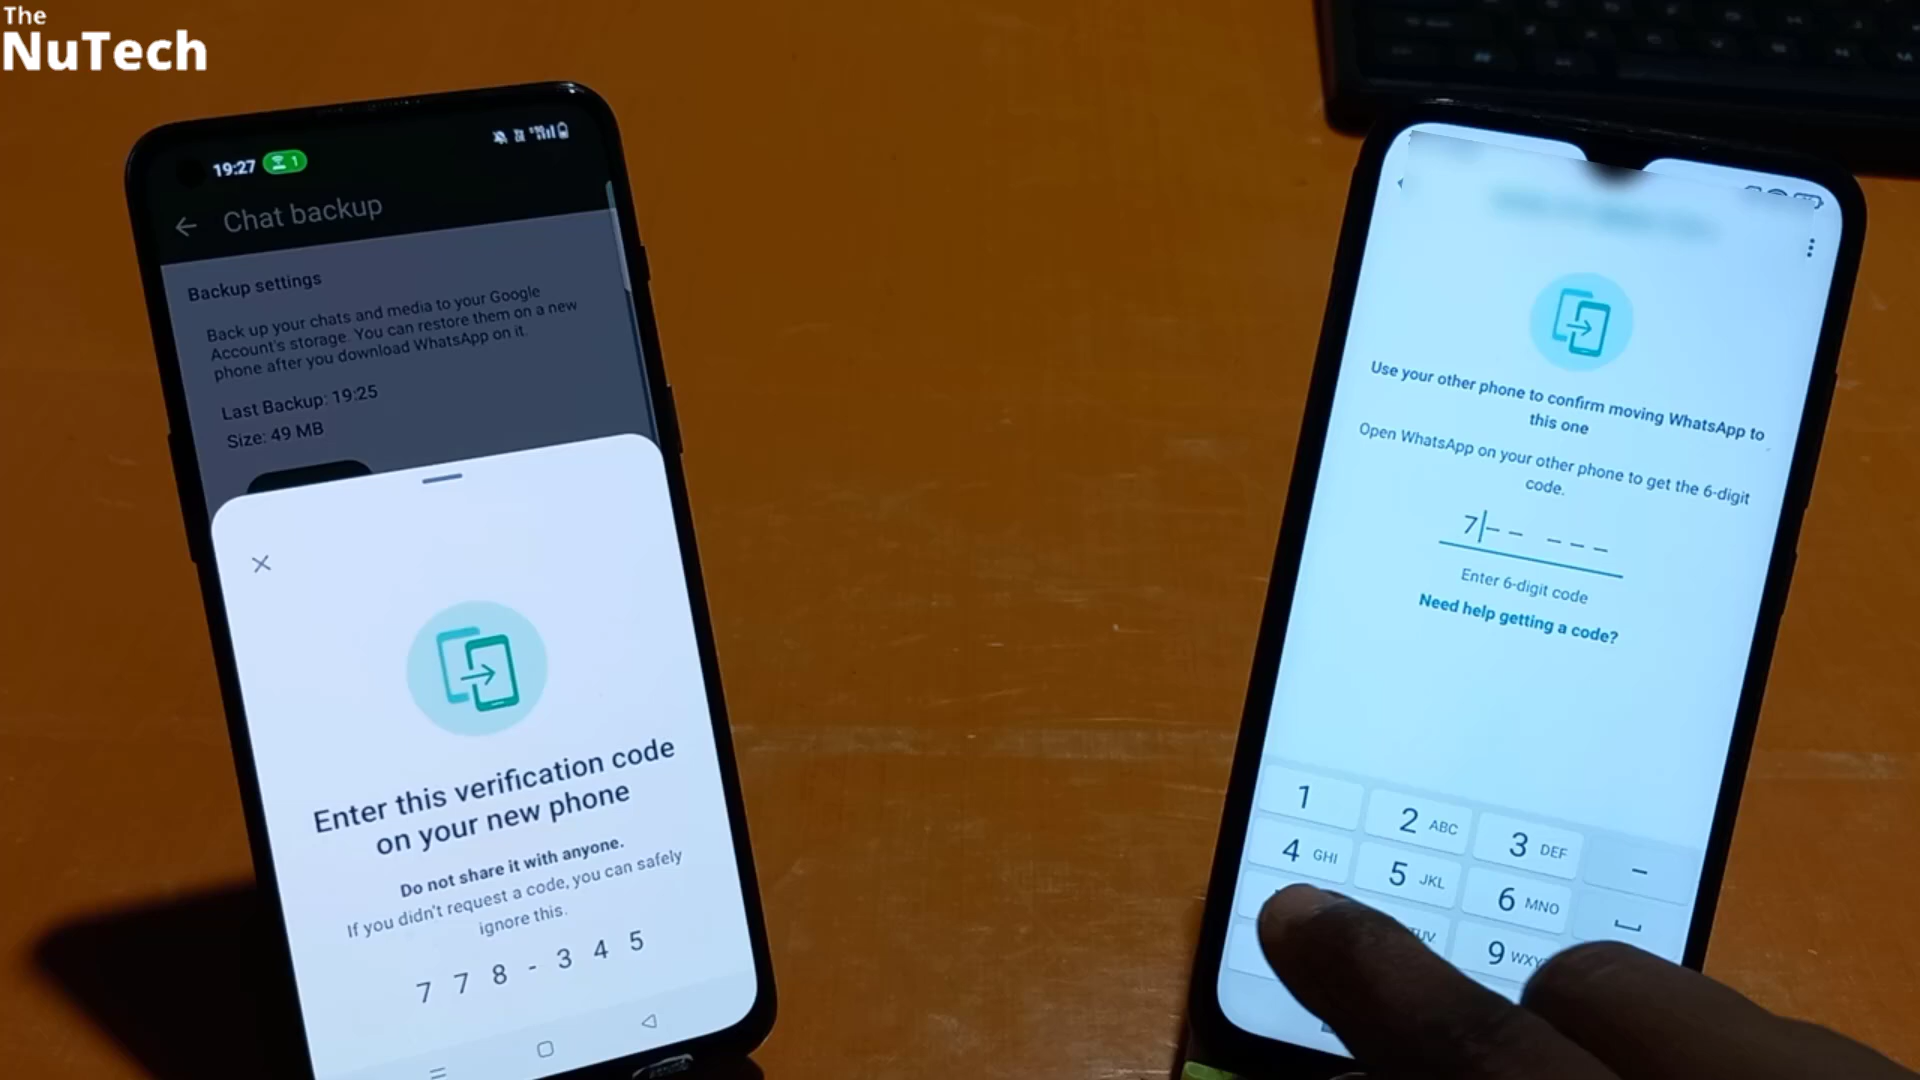 The
NuTech
19:27
1
Chat backup
Backup settings
Back up your chats and media to your Google
Account's storage. You can restore them on a new
phone after you download WhatsApp on it.
Last Backup: 19:25
Size: 49 MB
Enter this verification code
on your new phone
Do not share it with anyone.
If you didn't request a code, you can safely
ignore this.
7 7 8 - 3 4 5
Use your other phone to confirm moving WhatsApp to
this one
Open WhatsApp on your other phone to get the 6-digit
code.
7
Enter 6-digit code
Need help getting a code?
1
2 ABC
3 DEF
4 GHI
5 JKL
6 MNO
TUV
9 WXY